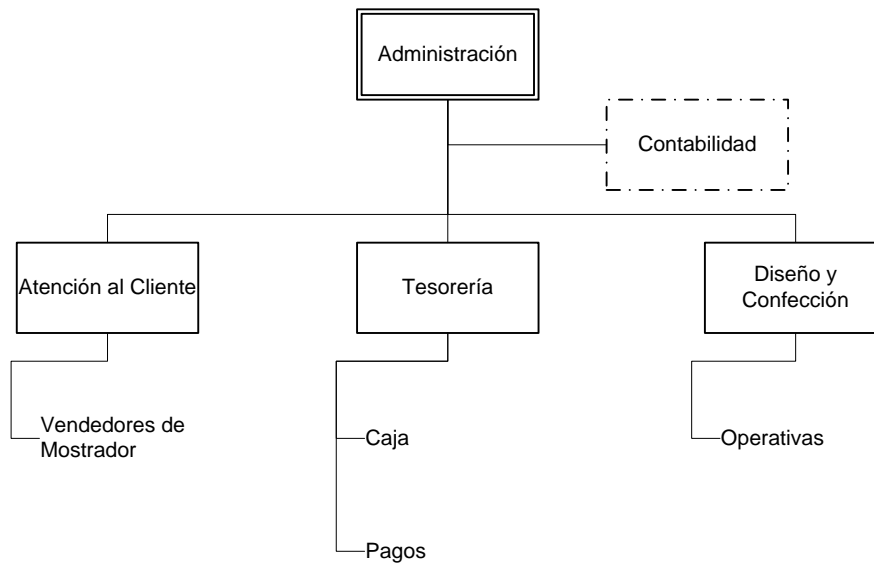 Administración
Contabilidad
Atención al Cliente
Tesorería
Diseño y
Confección
Vendedores de
Mostrador
Caja
Operativas
Pagos